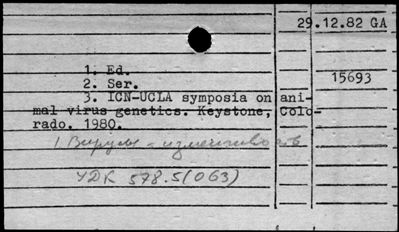 29.12.82 GA
1. Ed.
2. Ser.
15693
3. ICN-UCLA symposia on ani-
mal virus genetics. Keystone, Colo-
rado. 1980.
1. Вирусы - изменчивость
УДК 578.5(063)